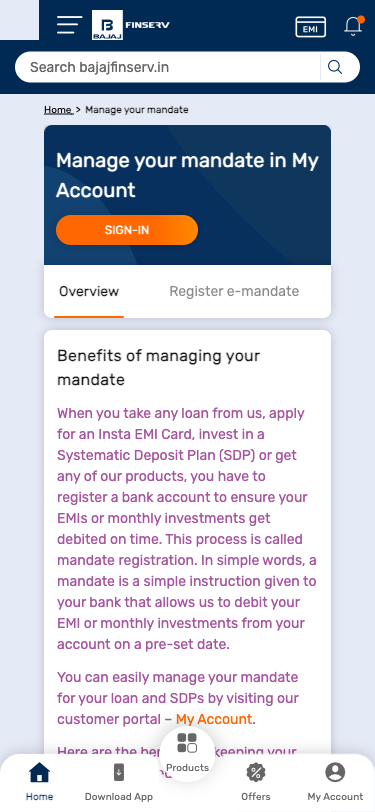 B
BAJAJ
FINSERV
EMI
Search bajajfinserv.in
Home > Manage your mandate
Manage your mandate in My
Account
SIGN-IN
Overview
Register e-mandate
Benefits of managing your
mandate
When you take any loan from us, apply
for an Insta EMI Card, invest in a
Systematic Deposit Plan (SDP) or get
any of our products, you have to
register a bank account to ensure your
EMIs or monthly investments get
debited on time. This process is called
mandate registration. In simple words, a
mandate is a simple instruction given to
your bank that allows us to debit your
EMI or monthly investments from your
account on a pre-set date.
You can easily manage your mandate
for your loan and SDPs by visiting our
customer portal – My Account.
Here are the keeping your
Home
Download App
Products
Offers
My Account